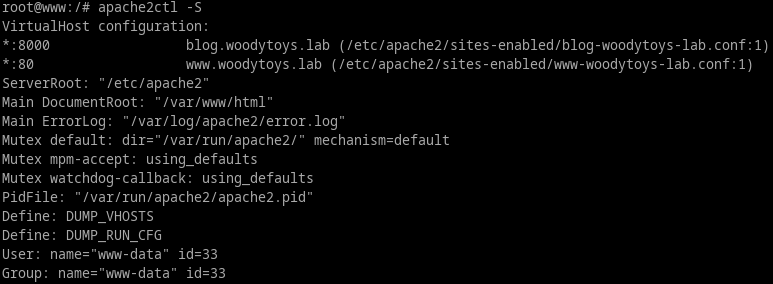 root@www:/# apache2ctl -S
VirtualHost configuration:
*:8000                 blog.woodytoys.lab (/etc/apache2/sites-enabled/blog-woodytoys-lab.conf:1)
*:80                   www.woodytoys.lab (/etc/apache2/sites-enabled/www-woodytoys-lab.conf:1)
ServerRoot: "/etc/apache2"
Main DocumentRoot: "/var/www/html"
Main ErrorLog: "/var/log/apache2/error.log"
Mutex default: dir="/var/run/apache2/" mechanism=default
Mutex mpm-accept: using_defaults
Mutex watchdog-callback: using_defaults
PidFile: "/var/run/apache2/apache2.pid"
Define: DUMP_VHOSTS
Define: DUMP_RUN_CFG
User: name="www-data" id=33
Group: name="www-data" id=33